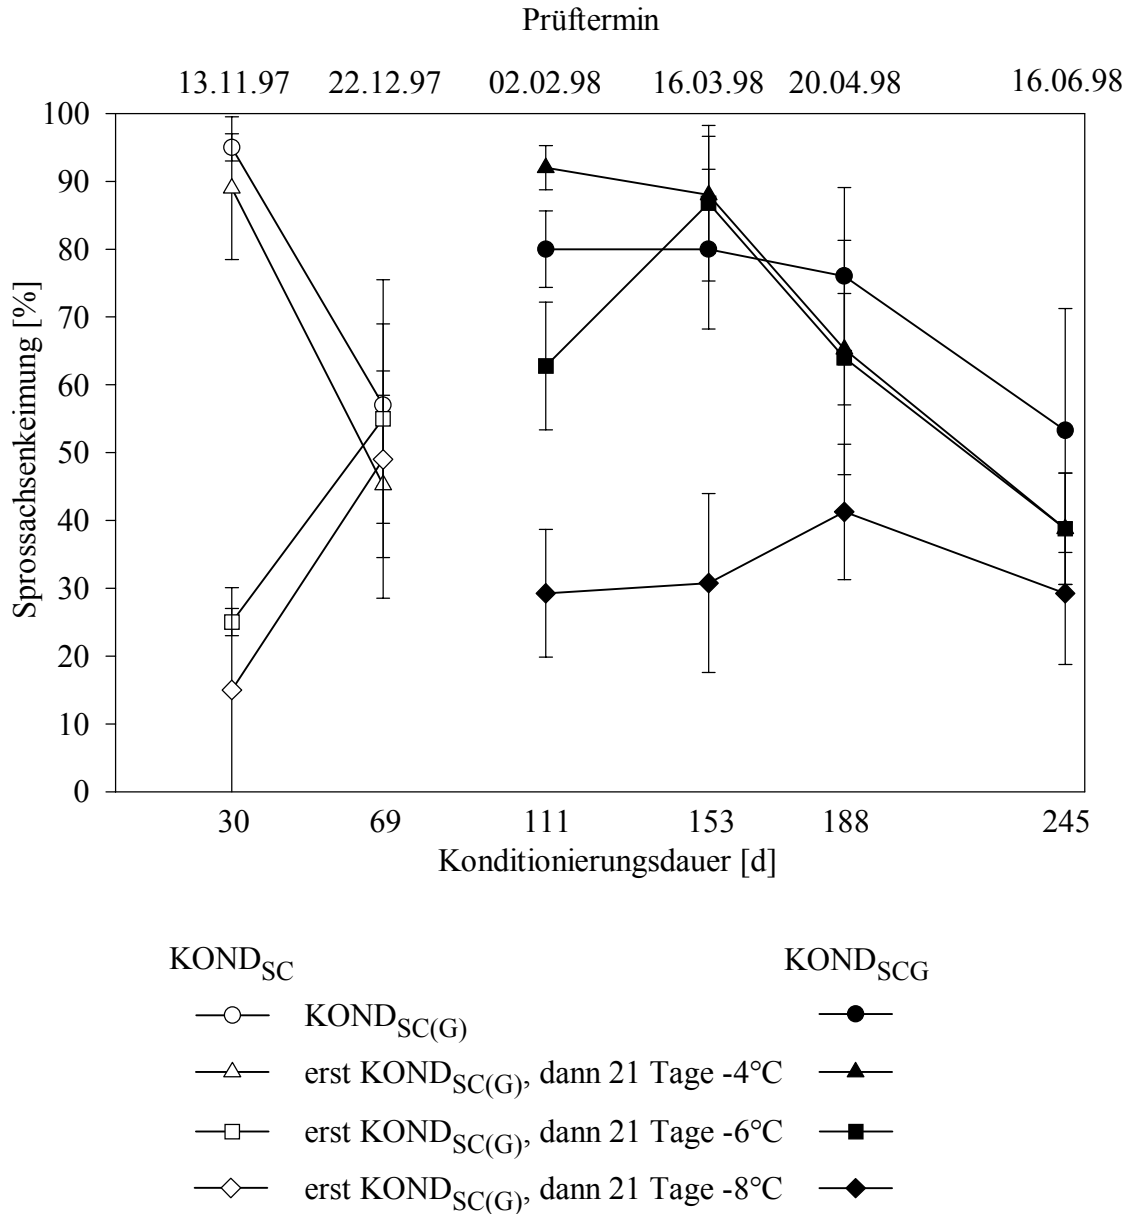 Prüftermin
13.11.97 22.12.97 02.02.98 16.03.98 20.04.98 16.06.98
100
90
80
70
60
50
40
30
20
10
0
Sprossachsenkeimung [%]
30 69 111 153 188 245
Konditionierungsdauer [d]
KOND_SC KOND_SCG
KOND_SC(G)
erst KOND_SC(G), dann 21 Tage -4°C
erst KOND_SC(G), dann 21 Tage -6°C
erst KOND_SC(G), dann 21 Tage -8°C